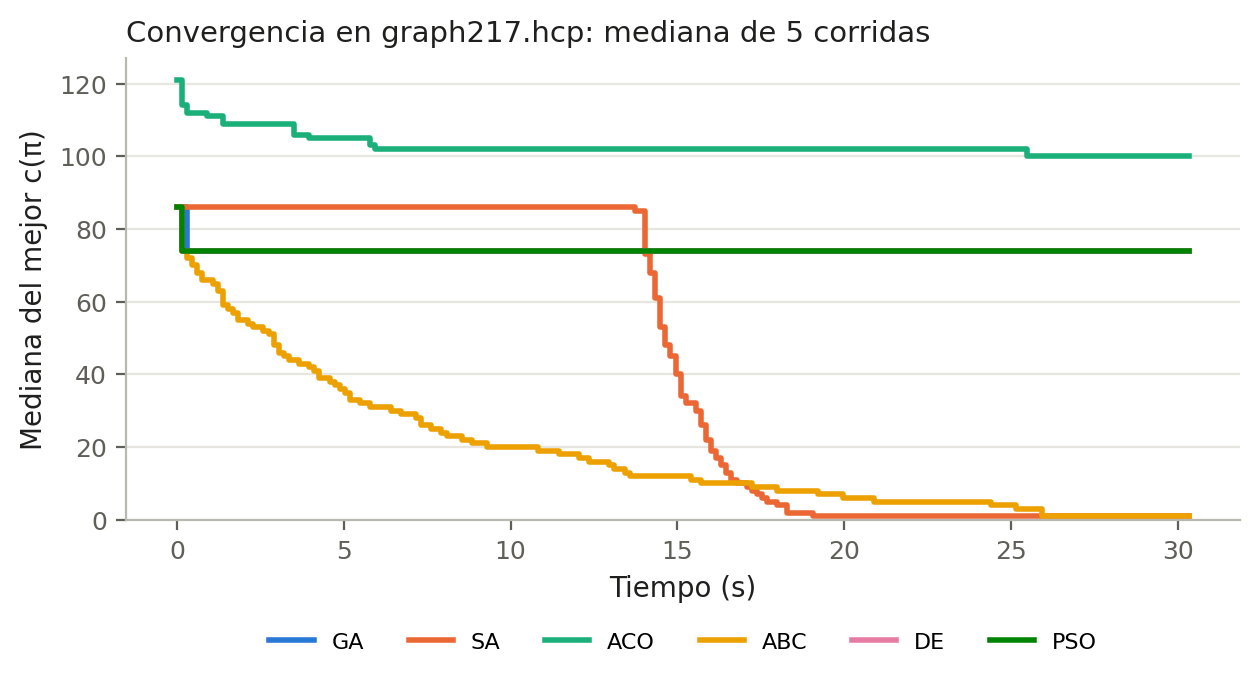 Convergencia en graph217.hcp: mediana de 5 corridas
Mediana del mejor c(π)
120
100
80
60
40
20
0
0 5 10 15 20 25 30
Tiempo (s)
GA SA ACO ABC DE PSO